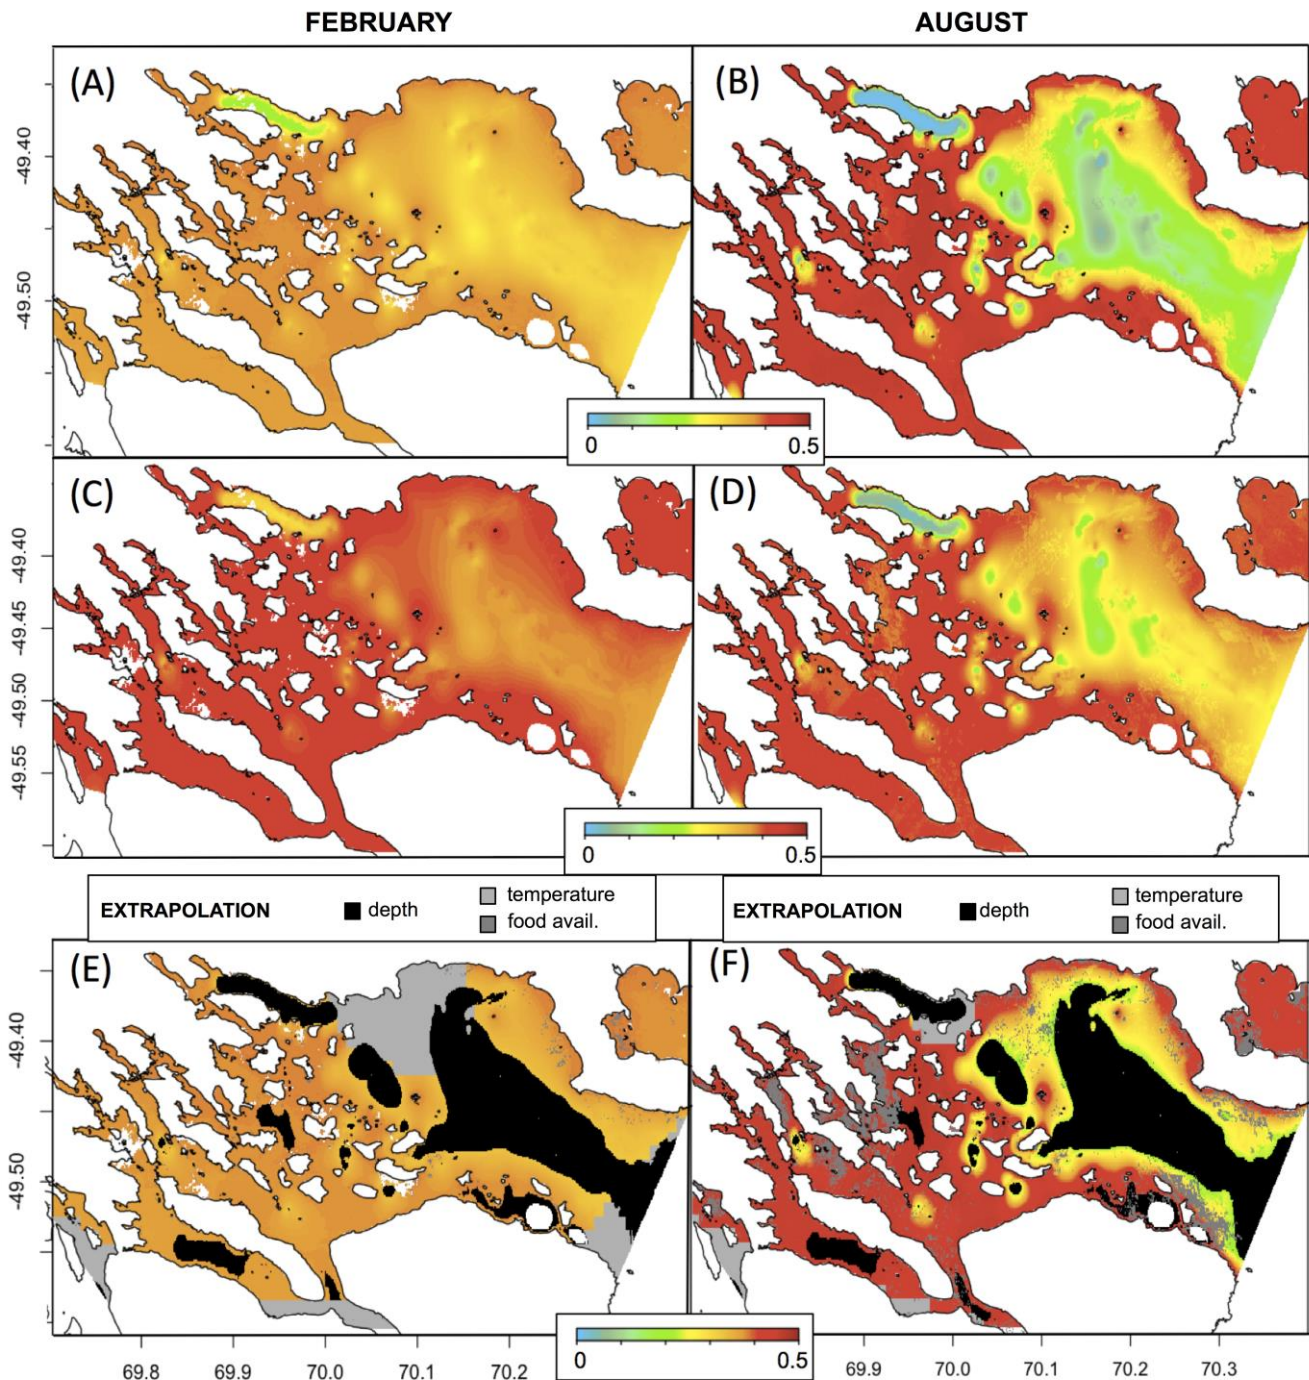 FEBRUARY
AUGUST
(A)
(B)
-49.40
-49.50
0
0.5
(C)
(D)
-49.40
-49.45
-49.50
-49.55
0
0.5
EXTRAPOLATION
depth
temperature
food avail.
EXTRAPOLATION
depth
temperature
food avail.
(E)
(F)
-49.40
-49.50
0
0.5
69.8
69.9
70.0
70.1
70.2
69.9
70.0
70.1
70.2
70.3